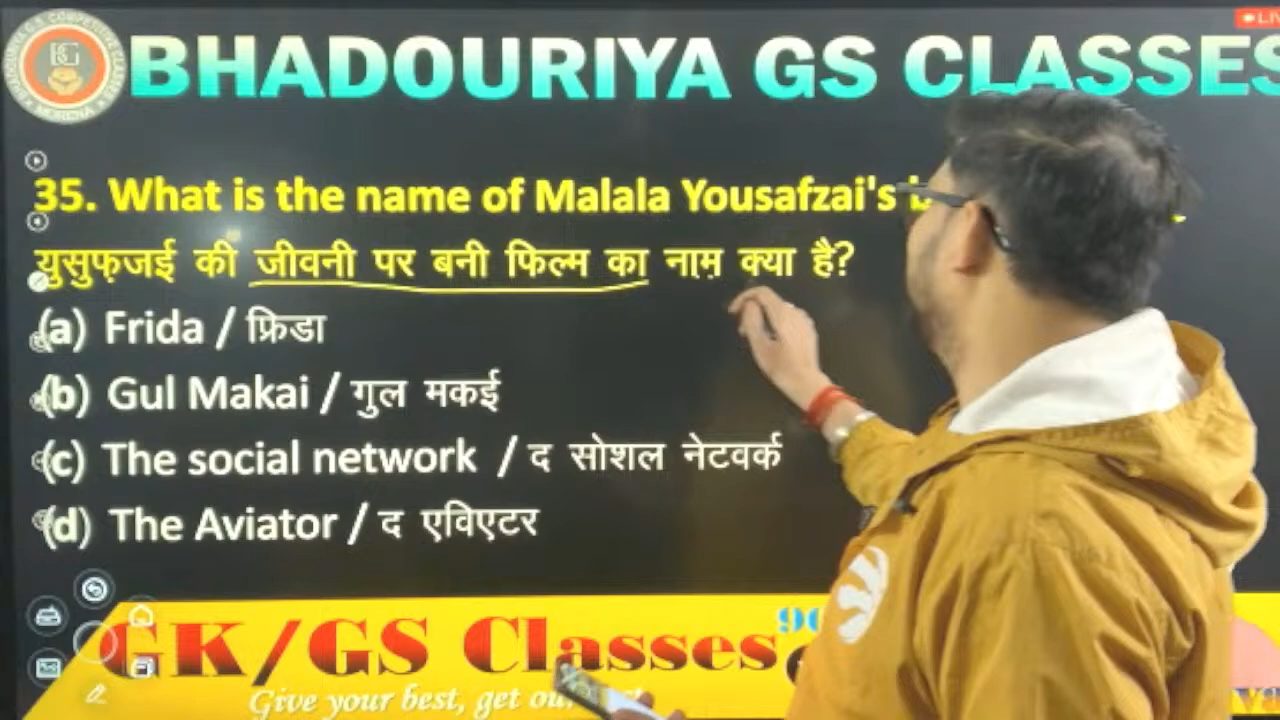 BHADOURIYA GS CLASSES
35. What is the name of Malala Yousafzai's
युसुफ़जई की जीवनी पर बनी फिल्म का नाम क्या है?
(a) Frida / फ्रिडा
(b) Gul Makai / गुल मकई
(c) The social network / द सोशल नेटवर्क
(d) The Aviator / द एविएटर
GK/GS Classes
Give your best, get